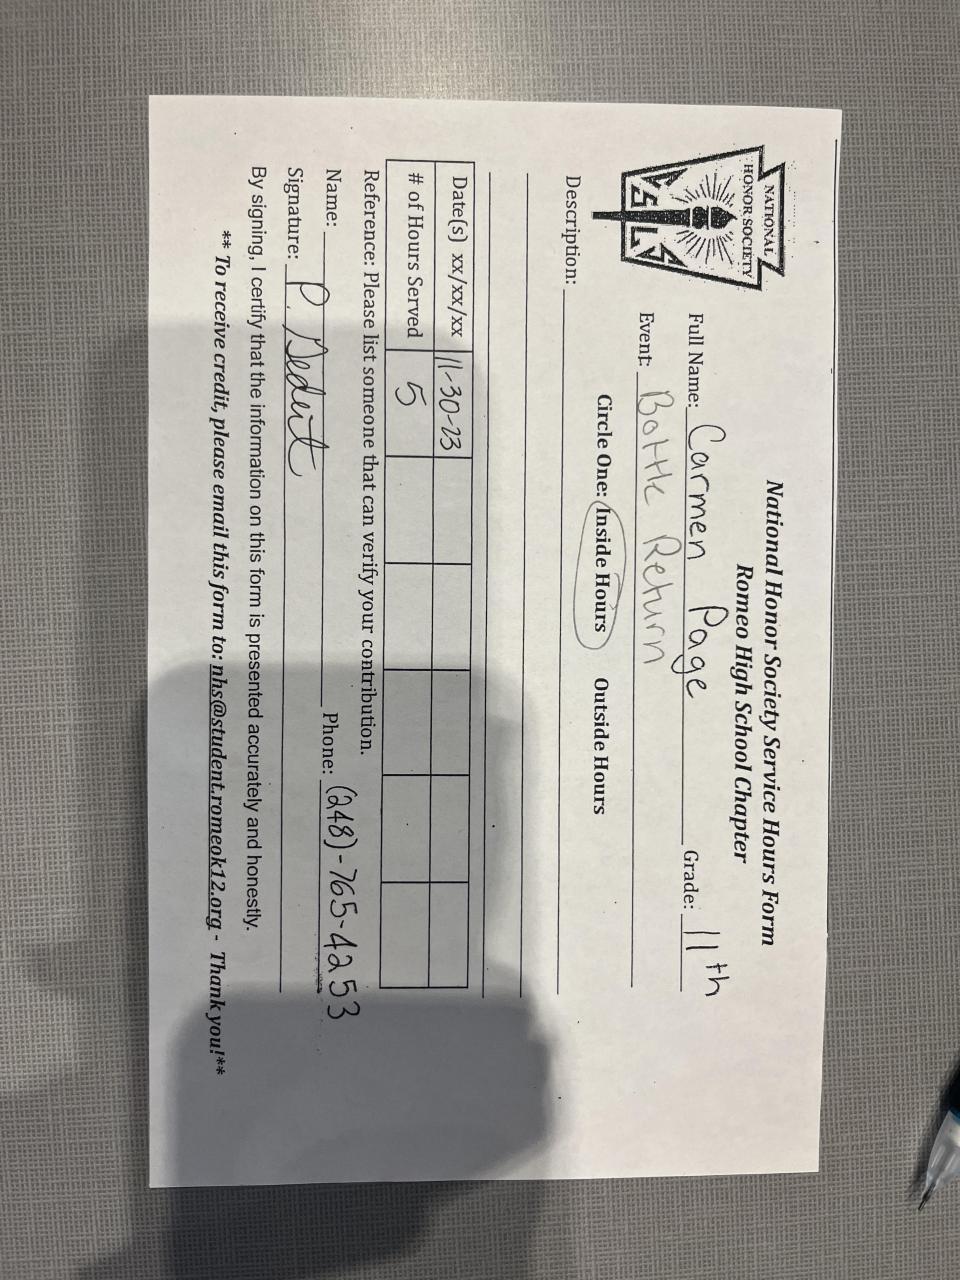 National Honor Society Service Hours Form
Romeo High School Chapter
NATIONAL
HONOR SOCIETY
Full Name: Carmen Page Grade: 11th
Event: Bottle Return
Circle One: Inside Hours Outside Hours
Description:
Date(s) xx/xx/xx 11-30-23
# of Hours Served 5
Reference: Please list someone that can verify your contribution.
Name: Phone: (248)-765-4253
Signature: P.
By signing, I certify that the information on this form is presented accurately and honestly.
** To receive credit, please email this form to: nhs@student.romeok12.org - Thank you!**